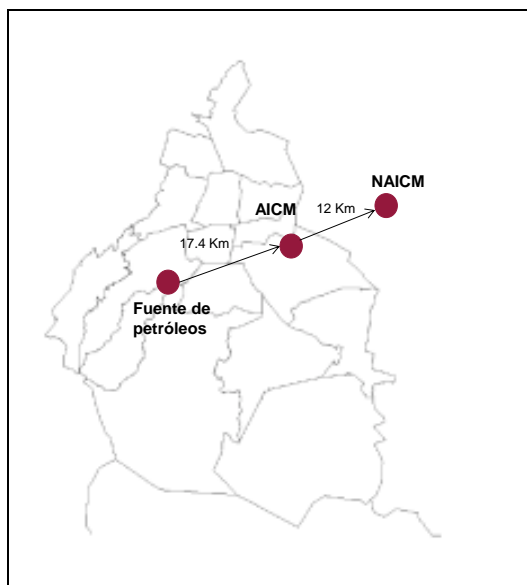 NAICM
AICM
12 Km
17.4 Km
Fuente de
petróleos